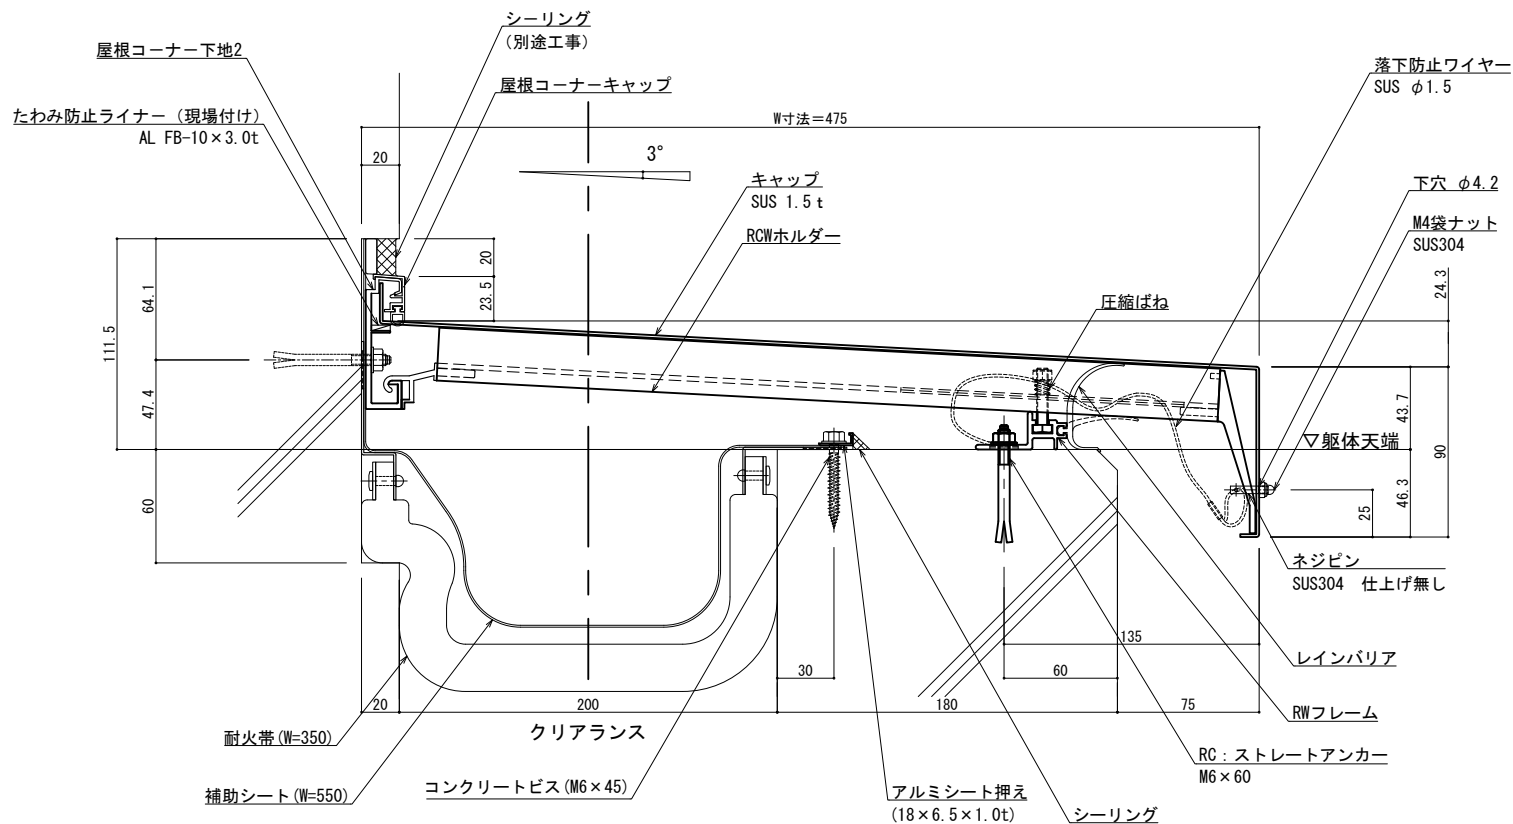 シーリング
(別途工事)
屋根コーナー下地2
屋根コーナーキャップ
たわみ防止ライナー (現場付け)
AL FB-10×3.0t
落下防止ワイヤー
SUS φ1.5
W寸法=475
20
3°
キャップ
SUS 1.5t
RCWホルダー
下穴 φ4.2
M4袋ナット
SUS304
圧縮ばね
20
23.5
64.1
111.5
47.4
60
24.3
43.7
90
46.3
25
▽躯体天端
ネジピン
SUS304 仕上げ無し
135
レインバリア
30
60
20
200
180
75
クリアランス
RWフレーム
耐火帯(W=350)
RC:ストレートアンカー
M6×60
補助シート(W=550)
コンクリートビス(M6×45)
アルミシート押え
(18×6.5×1.0t)
シーリング